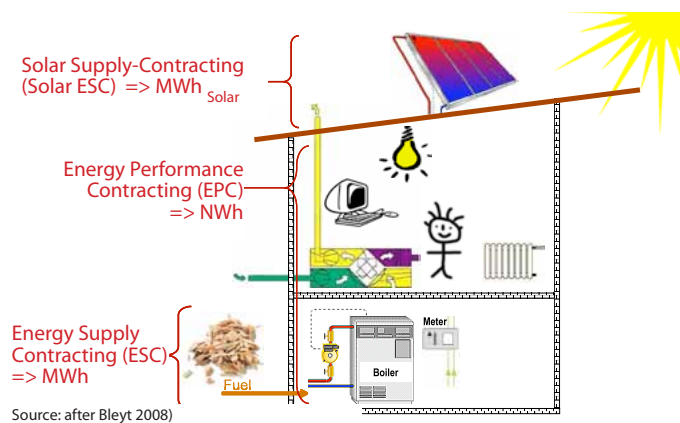 Solar Supply-Contracting
(Solar ESC) => MWh Solar
Energy Performance
Contracting (EPC)
=> NWh
Energy Supply
Contracting (ESC)
=> MWh
Fuel
Meter
Boiler
Source: after Bleyt 2008)